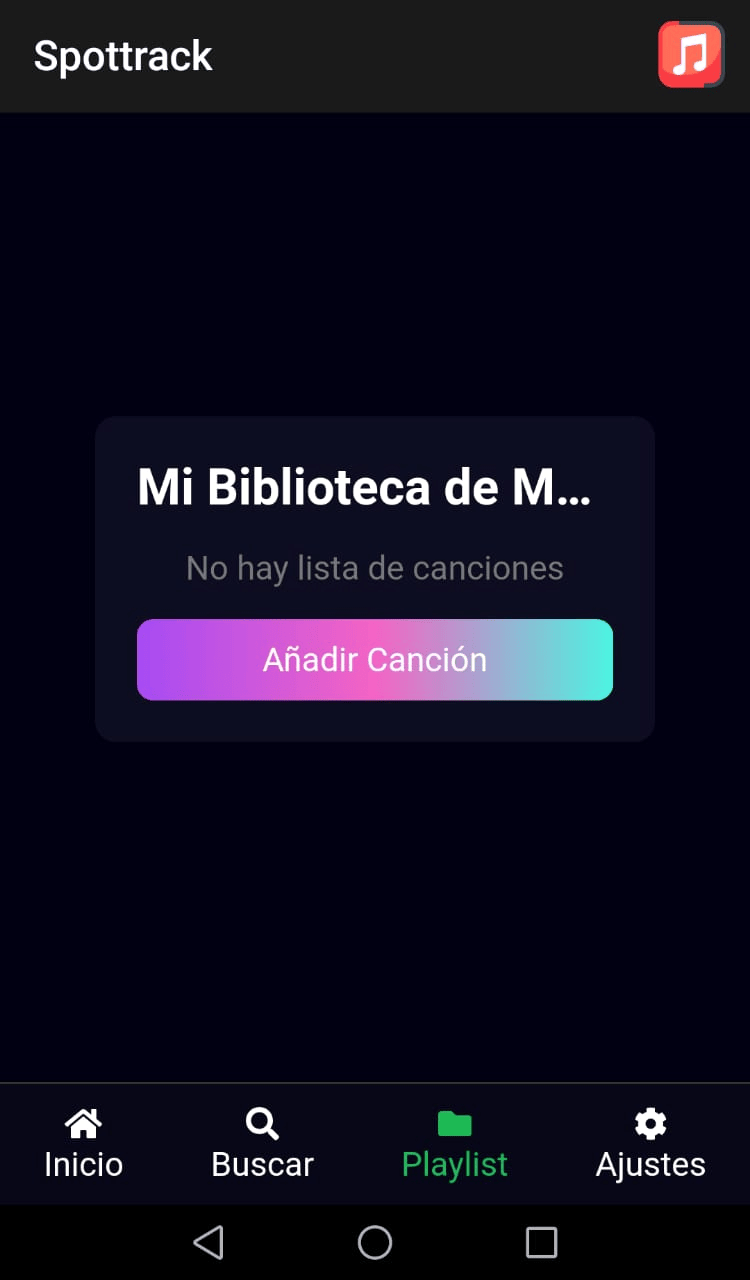 Spottrack
Mi Biblioteca de M...
No hay lista de canciones
Añadir Canción
Inicio
Buscar
Playlist
Ajustes